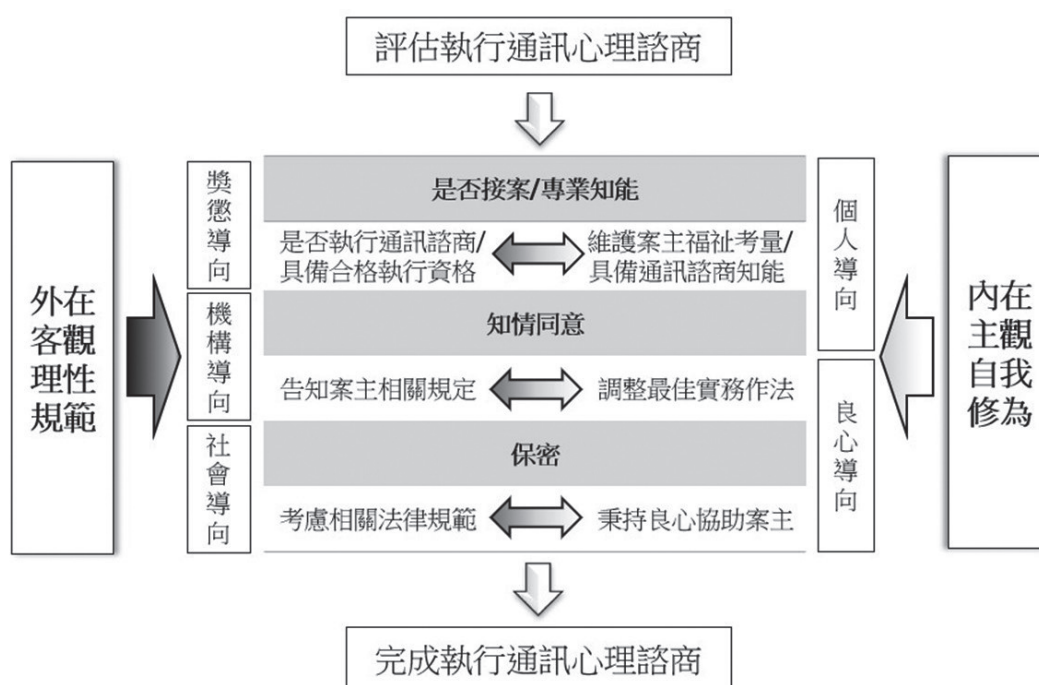 評估執行通訊心理諮商
外在
客觀
理性
規範
獎懲導向
機構導向
社會導向
是否接案/專業知能
是否執行通訊諮商/
具備合格執行資格
維護案主福祉考量/
具備通訊諮商知能
知情同意
告知案主相關規定
調整最佳實務作法
保密
考慮相關法律規範
秉持良心協助案主
個人導向
良心導向
內在
主觀
自我
修為
完成執行通訊心理諮商